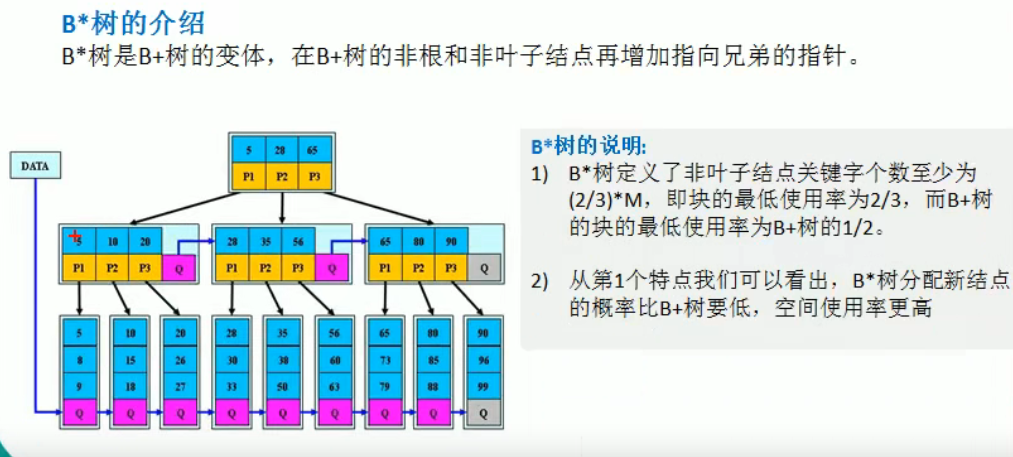 B*树的介绍
B*树是B+树的变体，在B+树的非根和非叶子结点再增加指向兄弟的指针。
DATA
5 28 65
P1 P2 P3
5 10 20
P1 P2 P3 Q
28 35 56
P1 P2 P3 Q
65 80 90
P1 P2 P3 Q
5 10 20 28 35 56 65 80 90
8 15 26 30 38 60 73 85 96
9 18 27 33 50 63 79 88 99
Q Q Q Q Q Q Q Q Q
B*树的说明:
1) B*树定义了非叶子结点关键字个数至少为
(2/3)*M，即块的最低使用率为2/3，而B+树
的块的最低使用率为B+树的1/2。
2) 从第1个特点我们可以看出，B*树分配新结点
的概率比B+树要低，空间使用率更高